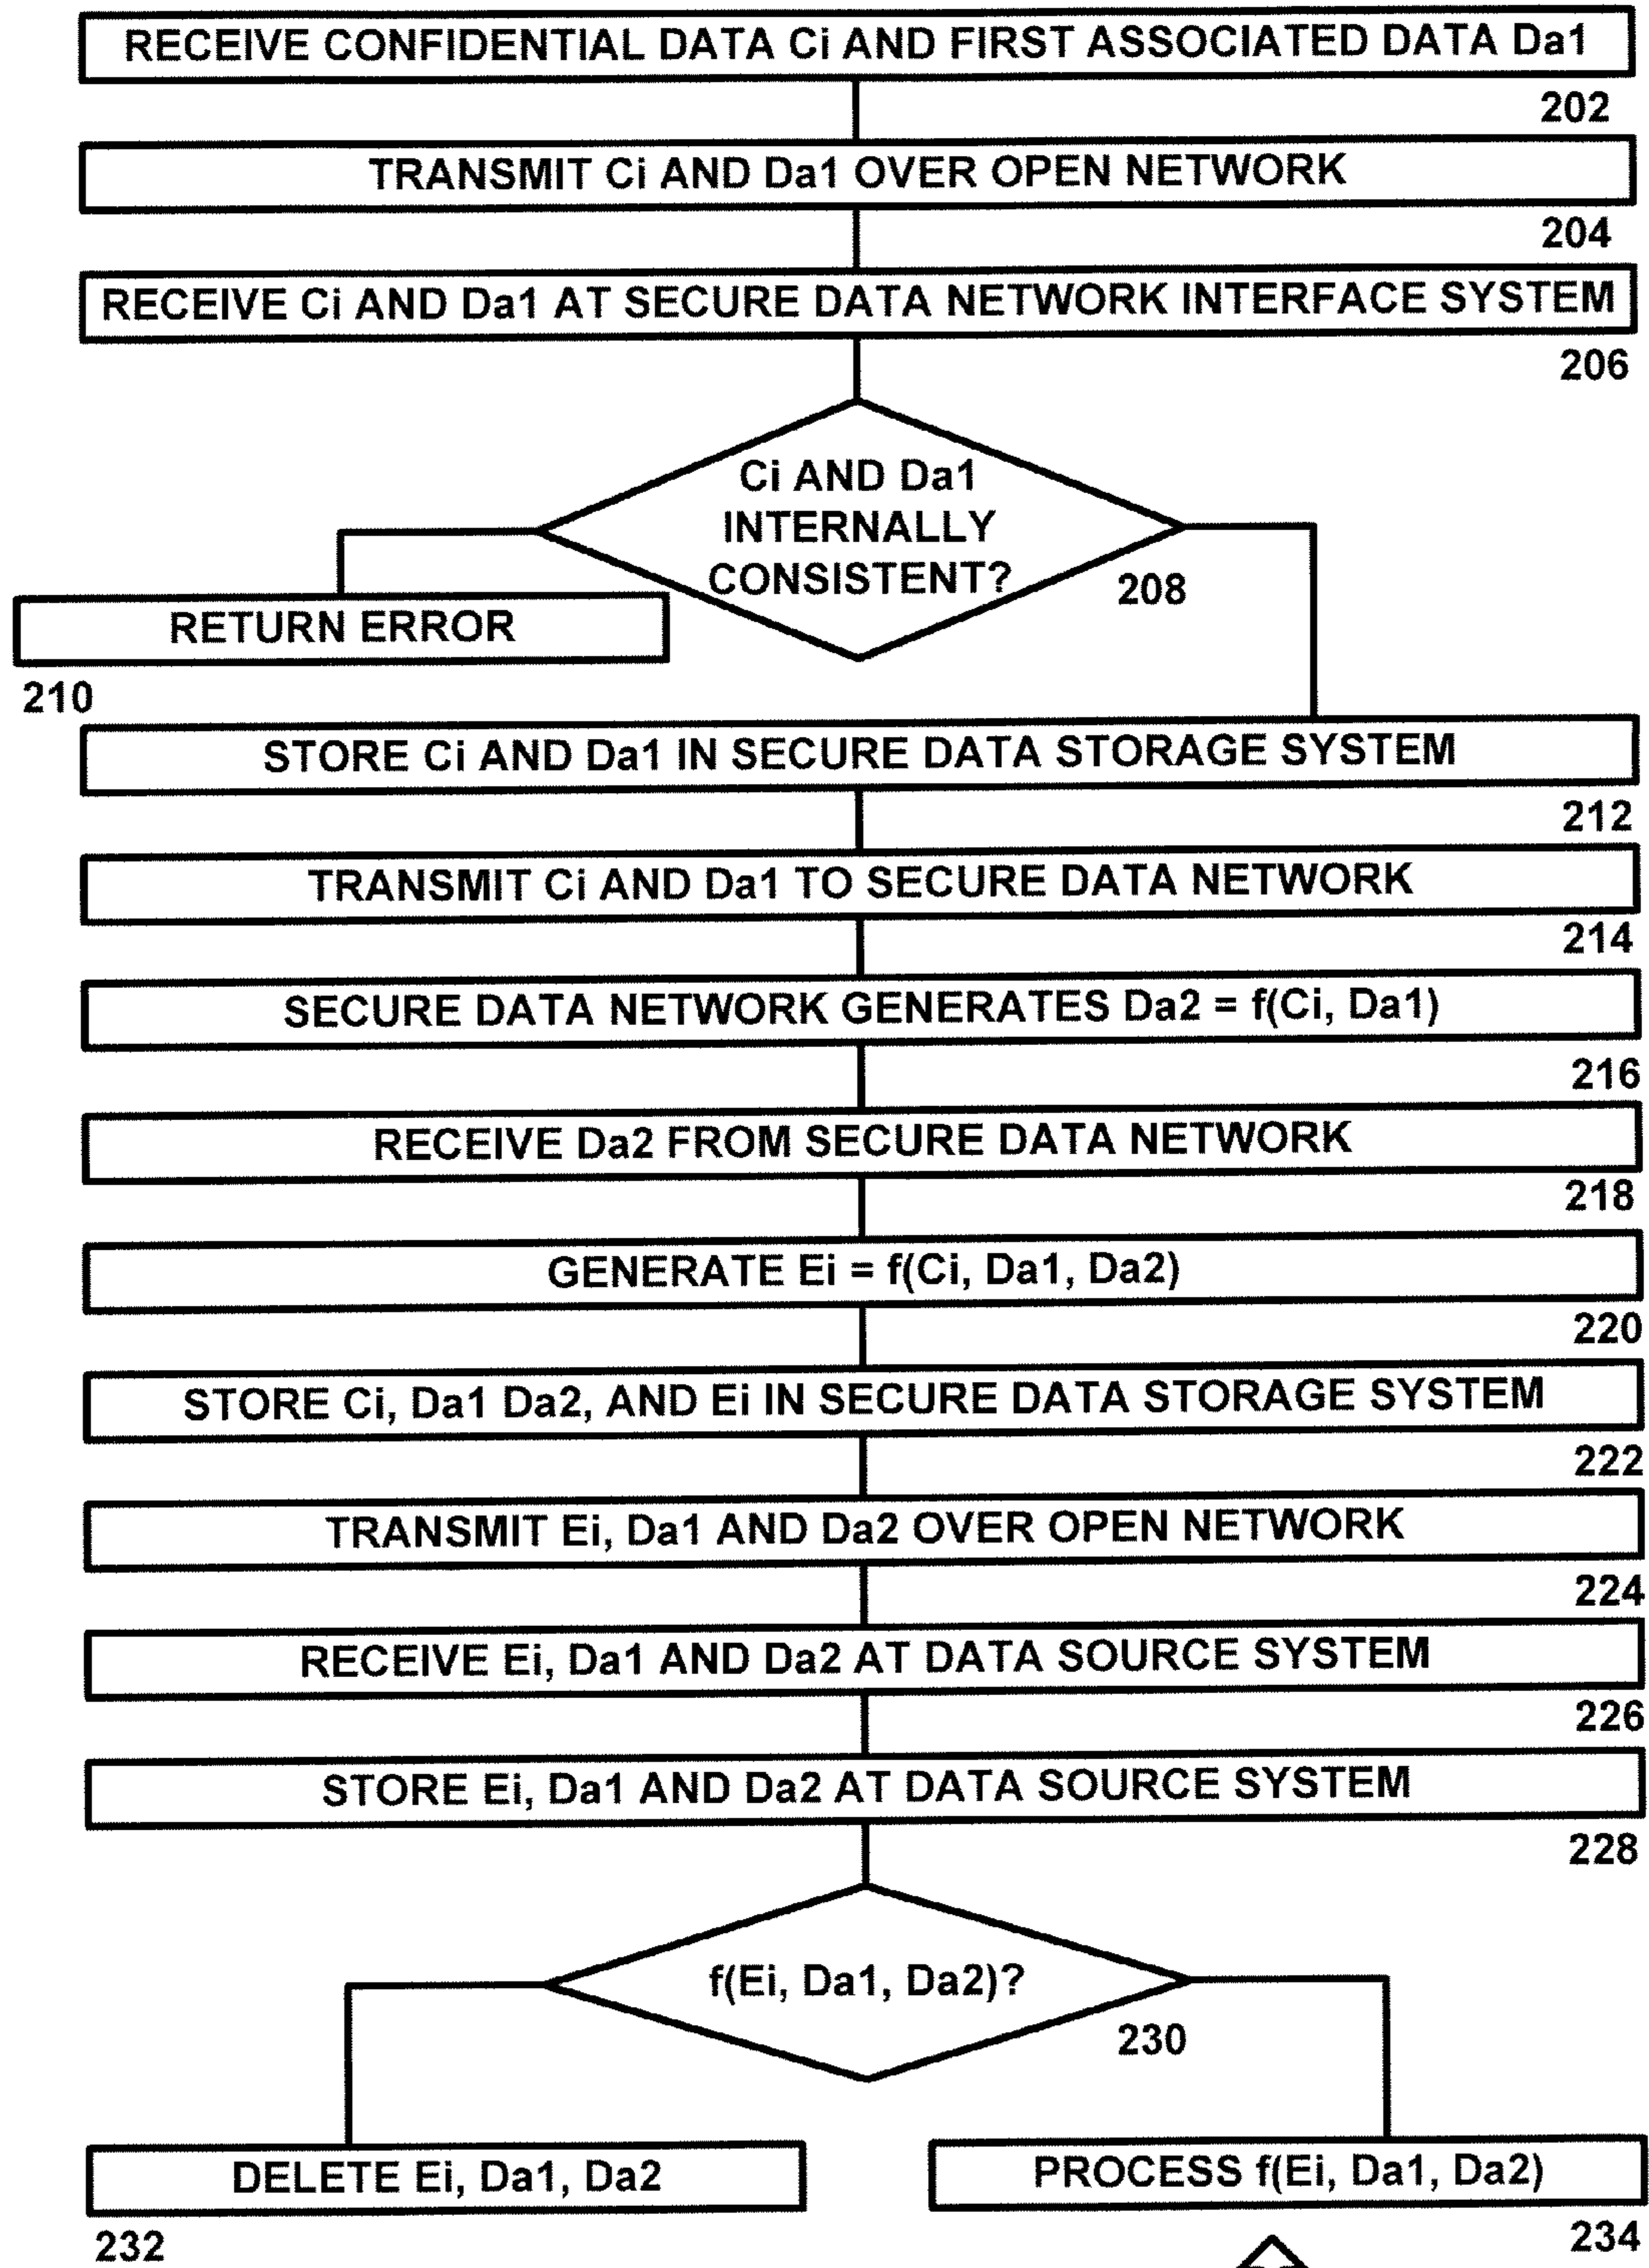 RECEIVE CONFIDENTIAL DATA Ci AND FIRST ASSOCIATED DATA Da1
202
TRANSMIT Ci AND Da1 OVER OPEN NETWORK
204
RECEIVE Ci AND Da1 AT SECURE DATA NETWORK INTERFACE SYSTEM
206
Ci AND Da1
INTERNALLY
CONSISTENT?
208
RETURN ERROR
210
STORE Ci AND Da1 IN SECURE DATA STORAGE SYSTEM
212
TRANSMIT Ci AND Da1 TO SECURE DATA NETWORK
214
SECURE DATA NETWORK GENERATES Da2 = f(Ci, Da1)
216
RECEIVE Da2 FROM SECURE DATA NETWORK
218
GENERATE Ei = f(Ci, Da1, Da2)
220
STORE Ci, Da1 Da2, AND Ei IN SECURE DATA STORAGE SYSTEM
222
TRANSMIT Ei, Da1 AND Da2 OVER OPEN NETWORK
224
RECEIVE Ei, Da1 AND Da2 AT DATA SOURCE SYSTEM
226
STORE Ei, Da1 AND Da2 AT DATA SOURCE SYSTEM
228
f(Ei, Da1, Da2)?
230
DELETE Ei, Da1, Da2
232
PROCESS f(Ei, Da1, Da2)
234